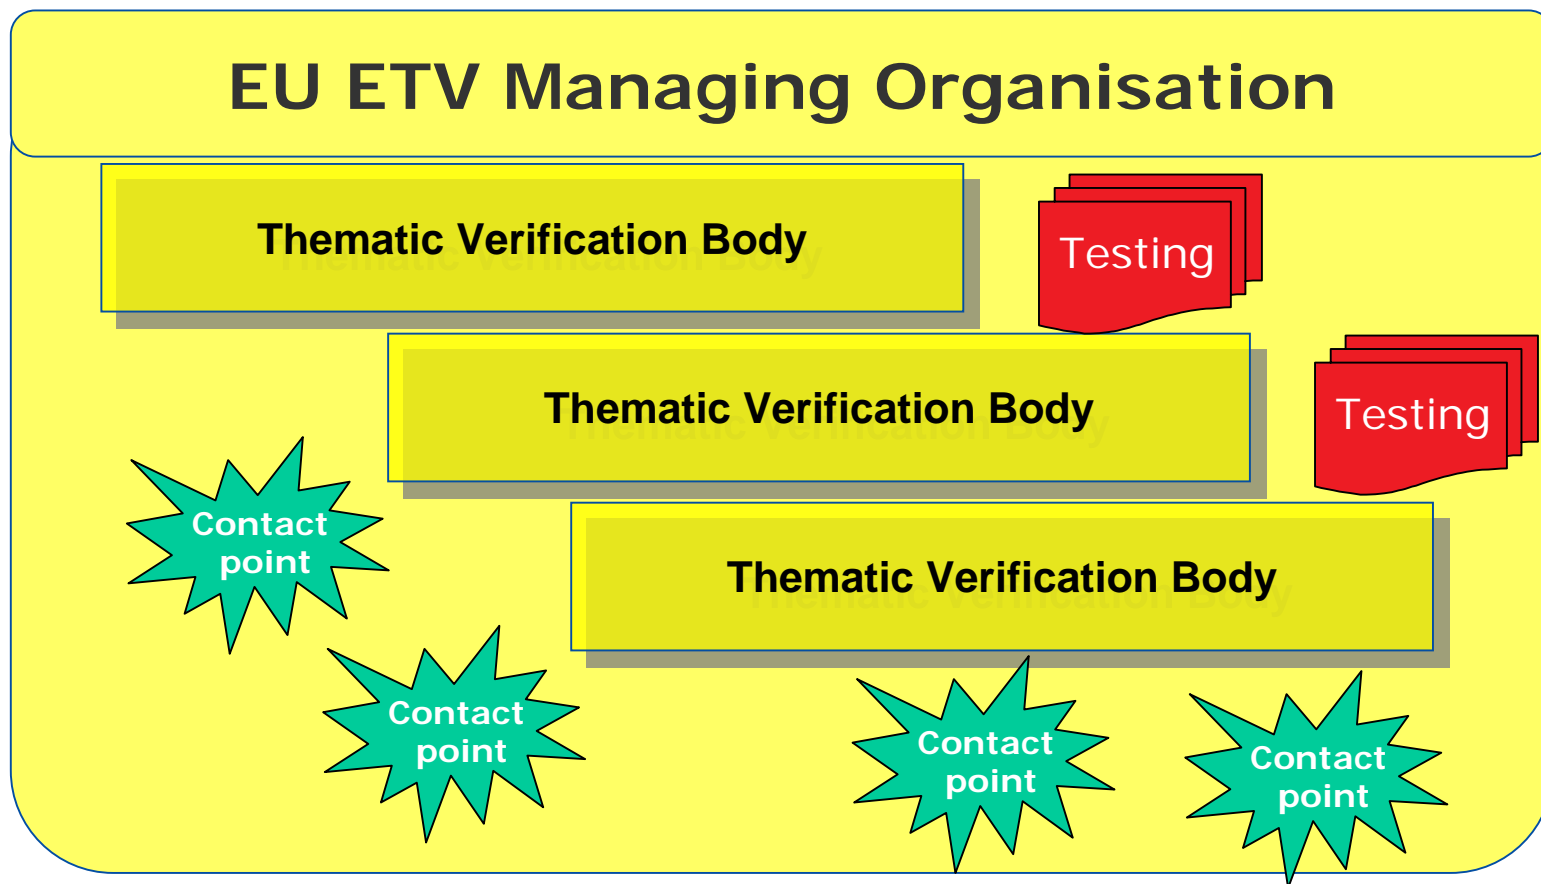 EU ETV Managing Organisation
Thematic Verification Body
Testing
Thematic Verification Body
Testing
Contact
point
Thematic Verification Body
Contact
point
Contact
point
Contact
point